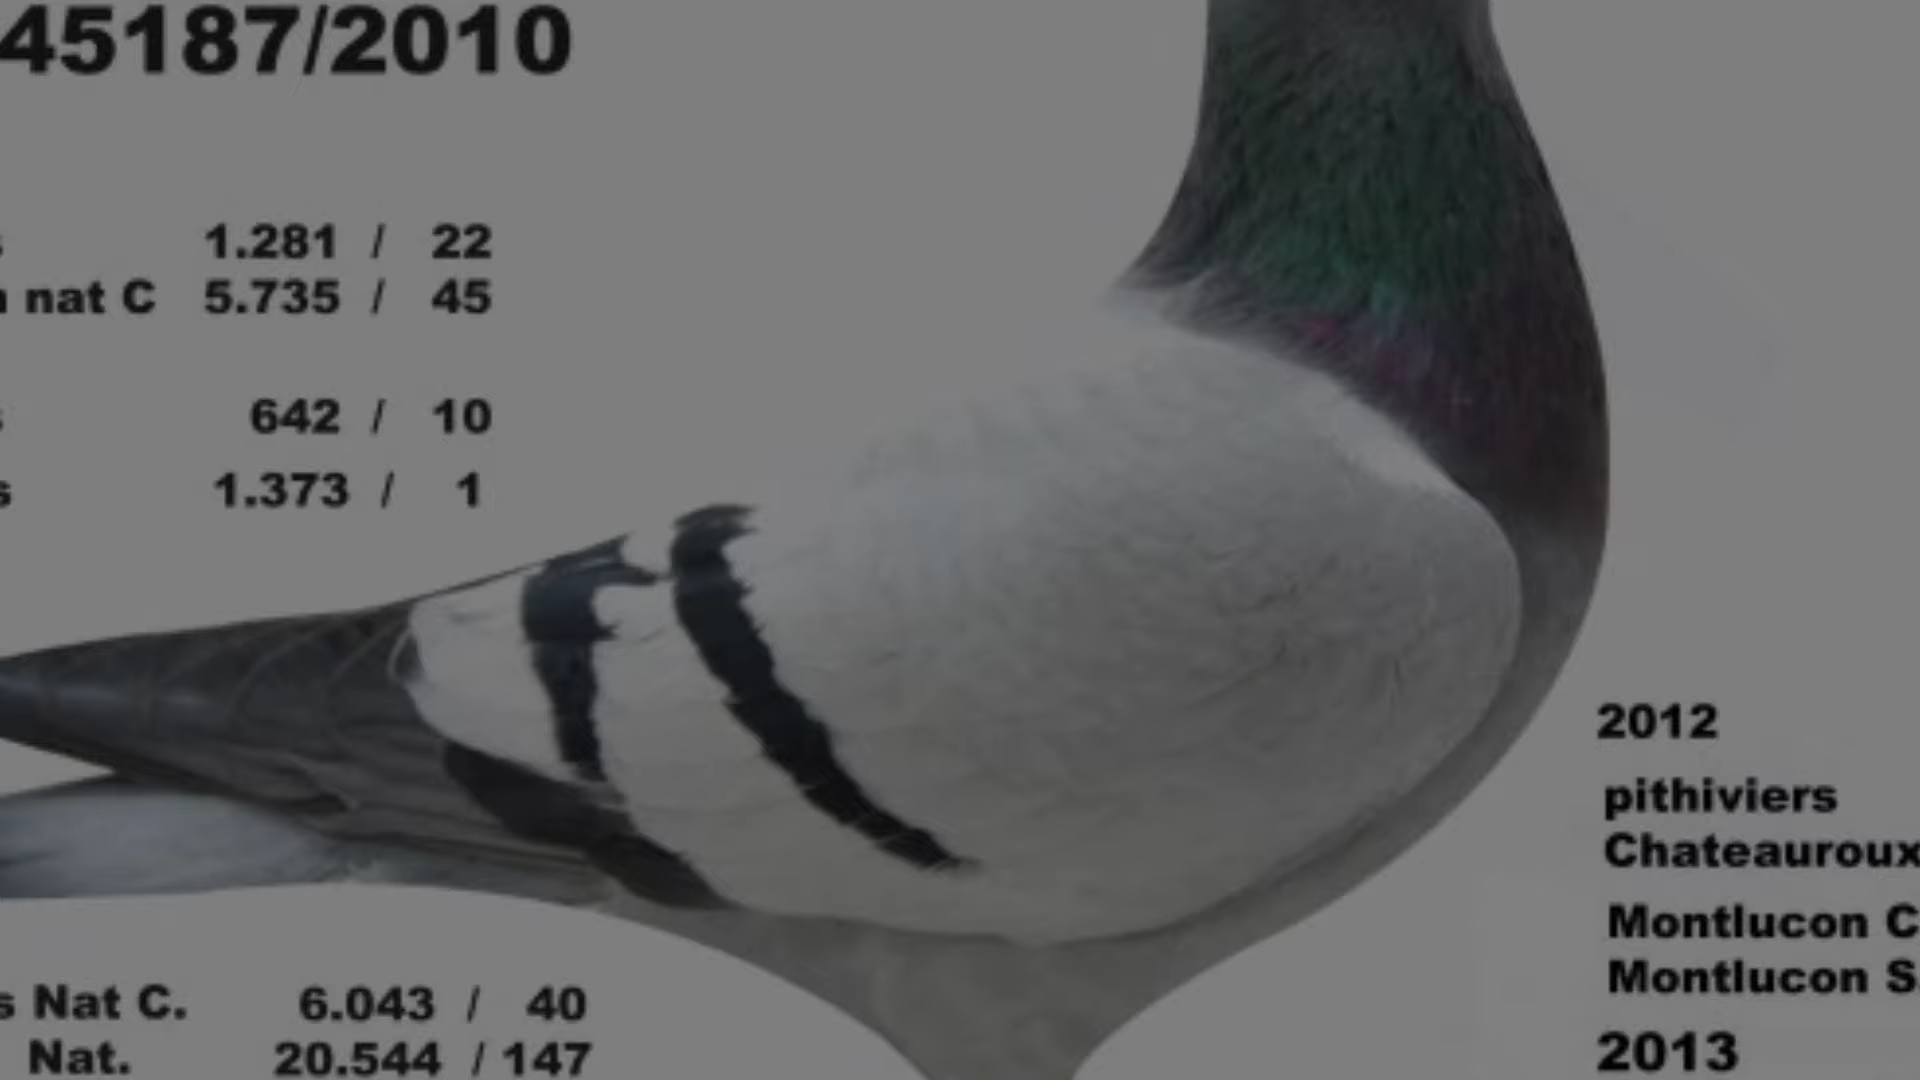 45187/2010
1.281 / 22
nat C 5.735 / 45
642 / 10
1.373 / 1
2012
pithiviers
Chateauroux
Montlucon C
Montlucon S
s Nat C. 6.043 / 40
Nat. 20.544 / 147
2013